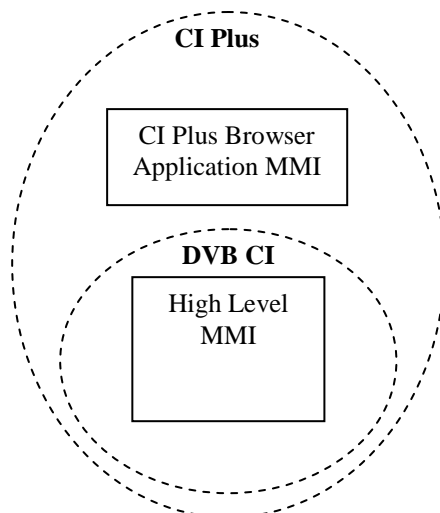 CI Plus
CI Plus Browser
Application MMI
DVB CI
High Level
MMI